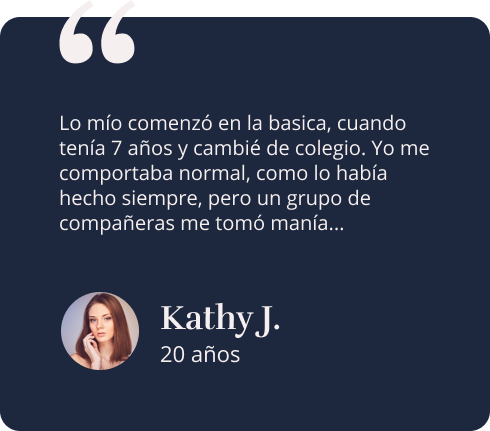 “
Lo mío comenzó en la basica, cuando
tenía 7 años y cambié de colegio. Yo me
comportaba normal, como lo había
hecho siempre, pero un grupo de
compañeras me tomó manía...
Kathy J.
20 años